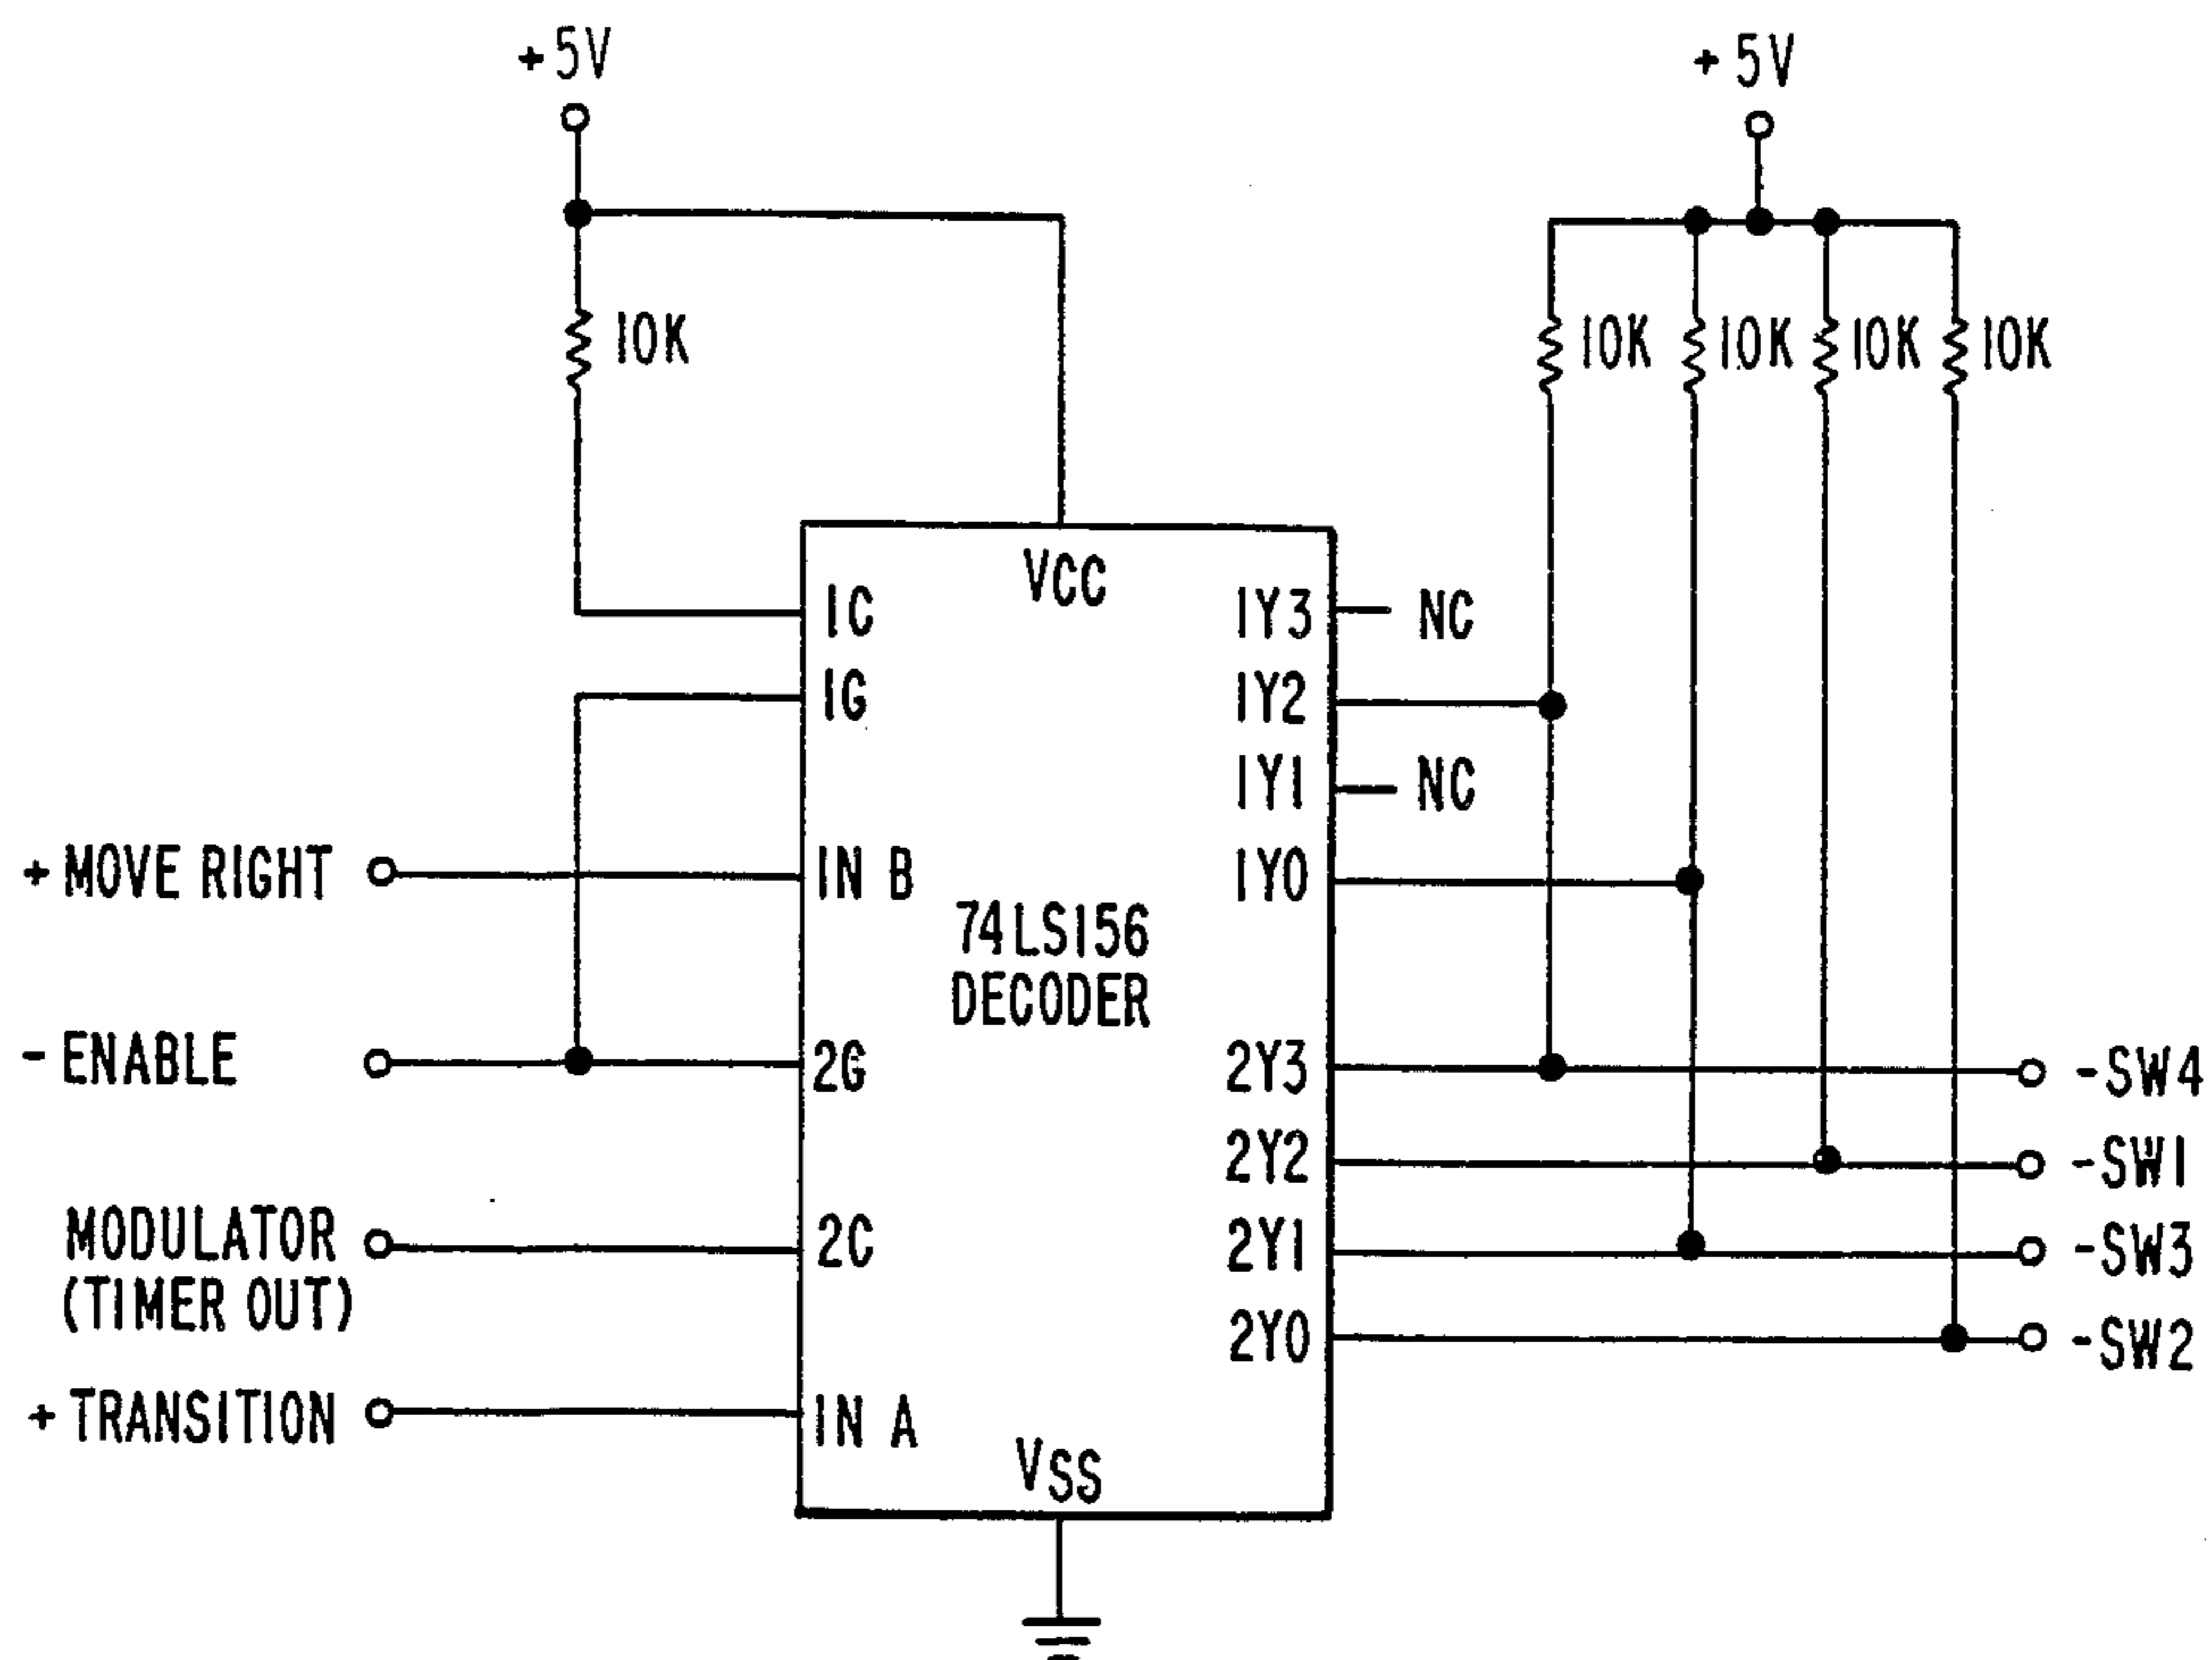 +5V
+5V
10K
10K
10K
10K
10K
VCC
1C
1Y3
NC
1G
1Y2
1Y1
NC
+MOVE RIGHT
IN B
1Y0
74LS156
DECODER
-ENABLE
2G
2Y3
-SW4
2Y2
-SW1
MODULATOR
(TIMER OUT)
2C
2Y1
-SW3
2Y0
-SW2
+TRANSITION
IN A
VSS